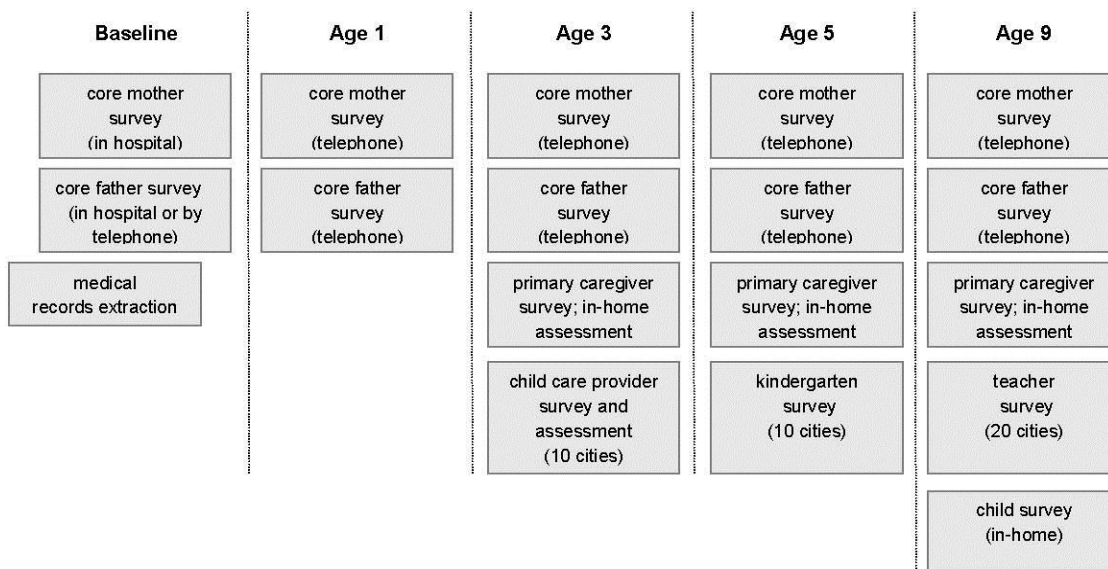 Baseline
Age 1
Age 3
Age 5
Age 9
core mother
survey
(in hospital)
core mother
survey
(telephone)
core mother
survey
(telephone)
core mother
survey
(telephone)
core mother
survey
(telephone)
core father survey
(in hospital or by
telephone)
core father
survey
(telephone)
core father
survey
(telephone)
core father
survey
(telephone)
core father
survey
(telephone)
medical
records extraction
primary caregiver
survey; in-home
assessment
primary caregiver
survey; in-home
assessment
primary caregiver
survey; in-home
assessment
child care provider
survey and
assessment
(10 cities)
kindergarten
survey
(10 cities)
teacher
survey
(20 cities)
child survey
(in-home)